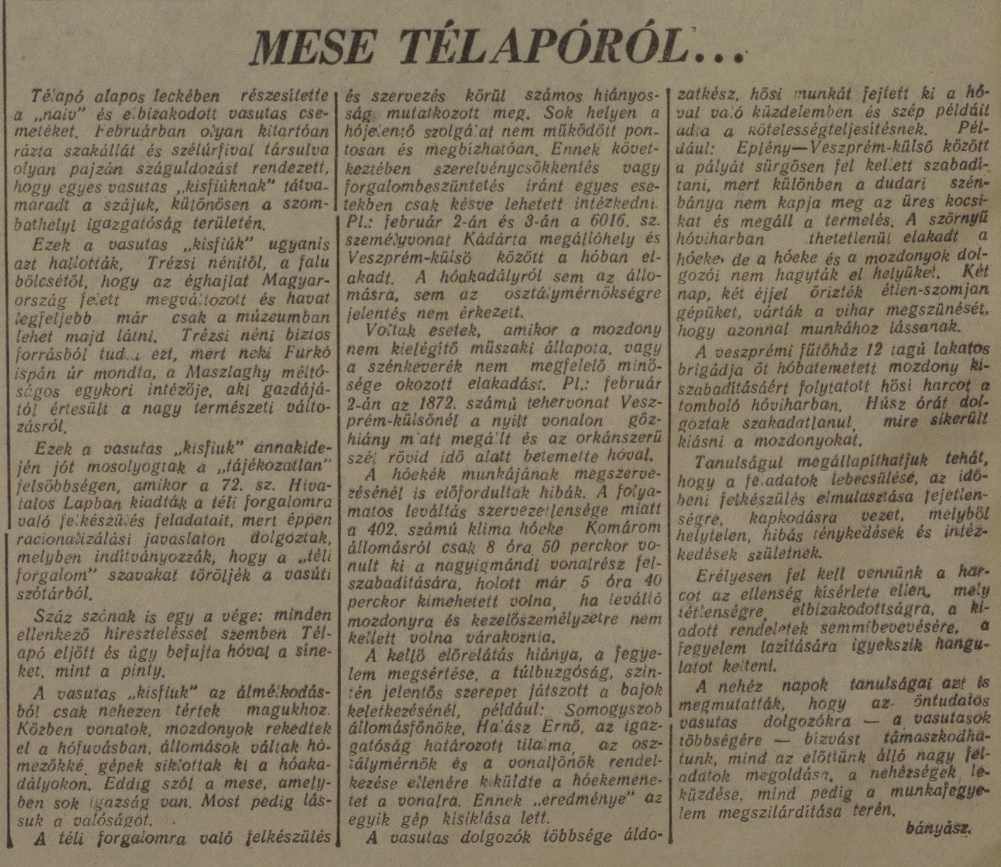 MESE TÉLAPÓRÓL...
Télapó alapos leckében részesítette
a „naiv" és elbizakodott vasutas cse-
metéket. Februárban olyan kitartóan
rázta szakállát és szélúrfival társulva
olyan pajzán száguldozást rendezett,
hogy egyes vasutas „kisfiúknak" tátva-
maradt a szájuk, különösen a szom-
bathelyi igazgatóság területén.
Ezek a vasutas „kisfiúk" ugyanis
azt hallották, Trézsi nénitől, a falu
bölcsétől, hogy az éghajlat Magyar-
ország felett megváltozott és havat
legfeljebb már csak a múzeumban
lehet majd látni. Trézsi néni biztos
forrásból tudja ezt, mert neki Furkó
ispán úr mondta, a Maszlaghy méltó-
ságos egykori intézője, aki gazdájá-
tól értesült a nagy természeti válto-
zásról.
Ezek a vasutas „kisfiuk" annakide-
jén jót mosolyogtak a „tájékozatlan"
felsőbbségen, amikor a 72. sz. Hiva-
talos Lapban kiadták a téli forgalomra
való felkészülés feladatait, mert éppen
racionalizálási javaslaton dolgoztak,
melyben indítványozzák, hogy a „téli
forgalom" szavakat töröljék a vasúti
szótárból.
Száz szónak is egy a vége: minden
ellenkező híreszteléssel szemben Tél-
apó eljött és úgy befujta hóval a sine-
ket, mint a pinty.
A vasutas „kisfiuk" az álmélkodás-
ból csak nehezen tértek magukhoz.
Közben vonatok, mozdonyok rekedtek
el a hófuvásban, állomások váltak hó-
mezőkké, gépek siklottak ki a hóaka-
dályokon. Eddig szól a mese, amely-
ben sok igazság van. Most pedig lás-
suk a valóságot.
A téli forgalomra való felkészülés
és szervezés körül számos hiányos-
ság mutatkozott meg. Sok helyen a
hójelentő szolgálat nem működött pon-
tosan és megbízhatóan. Ennek követ-
keztében szerelvénycsökkentés vagy
forgalombeszüntetés iránt egyes ese-
tekben csak késve lehetett intézkedni.
Pl.: február 2-án és 3-án a 6016. sz.
személyvonat Kádárta megállóhely és
Veszprém-külső között a hóban el-
akadt. A hóakadályról sem az állo-
másra, sem az osztálymérnökségre
jelentés nem érkezett.
Voltak esetek, amikor a mozdony
nem kielégítő műszaki állapota, vagy
a szénkeverék nem megfelelő minő-
sége okozott elakadást. Pl.: február
2-án az 1872. számú tehervonat Vesz-
prém-külsőnél a nyilt vonalon gőz-
hiány miatt megállt és az orkánszerű
szél rövid idő alatt betemette hóval.
A hóekék munkájának megszerve-
zésénél is előfordultak hibák. A folya-
matos leváltás szervezetlensége miatt
a 402. számú klima hóeke Komárom
állomásról csak 8 óra 50 perckor vo-
nult ki a nagyigmándi vonalrész fel-
szabadítására, holott már 5 óra 40
perckor kimehetett volna, ha leváltó
mozdonyra és kezelőszemélyzetre nem
kellett volna várakoznia.
A kellő előrelátás hiánya, a fegye-
lem megsértése, a túlbuzgóság, szin-
tén jelentős szerepet játszott a bajok
keletkezésénél, például: Somogyszob
állomásfőnöke, Halász Ernő, az igaz-
gatóság határozott tilalma, az osz-
tálymérnök és a vonalfőnök rendel-
kezése ellenére kiküldte a hóekemene-
tet a vonalra. Ennek „eredménye" az
egyik gép kisiklása lett.
A vasutas dolgozók többsége áldo-
zatkész, hősi munkát fejtett ki a hó-
val való küzdelemben és szép példáit
adta a kötelességteljesítésnek. Pél-
dául: Eplény—Veszprém-külső között
a pályát sürgősen fel kellett szabadí-
tani, mert különben a dudari szén-
bánya nem kapja meg az üres kocsi-
kat és megáll a termelés. A szörnyű
hóviharban elakadt a
hóeke, de a hóeke és a mozdonyok dol-
gozói nem hagyták el helyüket. Két
nap, két éjjel őrizték étlen-szomjan
gépüket, várták a vihar megszünését,
hogy azonnal munkához lássanak.
A veszprémi fűtőház 12 tagú lakatos
brigádja öt hóbatemetett mozdony ki-
szabadításáért folytatott hősi harcot a
tomboló hóviharban. Húsz órát dol-
goztak szakadatlanul, mire sikerült
kiásni a mozdonyokat.
Tanulságul megállapíthatjuk tehát,
hogy a feladatok lebecsülése, az idő-
beni felkészülés elmulasztása fejetlen-
ségre, kapkodásra vezet, melyből
helytelen, hibás ténykedések és intéz-
kedések születnek.
Erélyesen fel kell vennünk a har-
cot az ellenség kisérlete ellen, mely
tétlenségre, elbizakodottságra, a ki-
adott rendeletek semmibevevésére, a
fegyelem lazítására igyekszik hangu-
latot kelteni.
A nehéz napok tanulságai azt is
megmutatták, hogy az öntudatos
vasutas dolgozókra — a vasutasok
többségére — bízvást támaszkodha-
tunk, mind az előttünk álló nagy fel-
adatok megoldása, a nehézségek le-
küzdése, mind pedig a munkafegye-
lem megszilárdítása terén.
bányász.